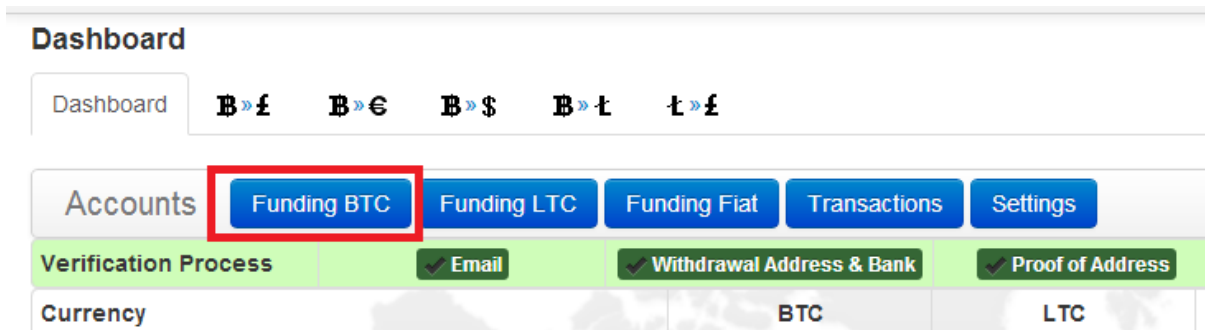 Dashboard
Dashboard Ƀ»£ Ƀ»€ Ƀ»$ Ƀ»Ł Ł»£
Accounts Funding BTC Funding LTC Funding Fiat Transactions Settings
Verification Process ✔ Email ✔ Withdrawal Address & Bank ✔ Proof of Address
Currency BTC LTC